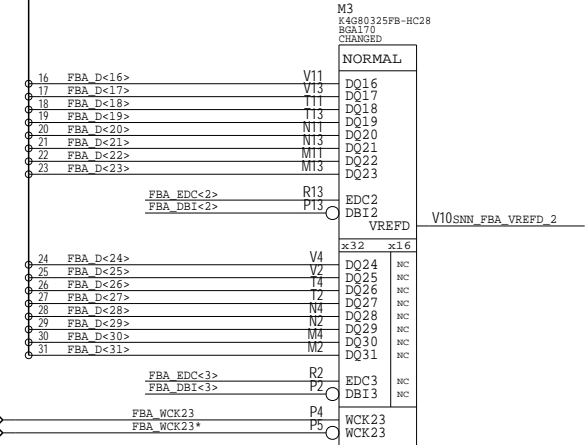 M3
K4G80325FB-HC28
BGA170
CHANGED
NORMAL
16 FBA_D<16> V11 DQ16
17 FBA_D<17> V13 DQ17
18 FBA_D<18> T11 DQ18
19 FBA_D<19> T13 DQ19
20 FBA_D<20> N11 DQ20
21 FBA_D<21> N13 DQ21
22 FBA_D<22> M11 DQ22
23 FBA_D<23> M13 DQ23
FBA_EDC<2> R13 EDC2
FBA_DBI<2> P13 DBI2
VREFD V10 SNN_FBA_VREFD_2
x32 x16
24 FBA_D<24> V4 DQ24 NC
25 FBA_D<25> V2 DQ25 NC
26 FBA_D<26> T4 DQ26 NC
27 FBA_D<27> T2 DQ27 NC
28 FBA_D<28> N4 DQ28 NC
29 FBA_D<29> N2 DQ29 NC
30 FBA_D<30> M4 DQ30 NC
31 FBA_D<31> M2 DQ31 NC
FBA_EDC<3> R2 EDC3 NC
FBA_DBI<3> P2 DBI3 NC
FBA_WCK23 P4 WCK23
FBA_WCK23* P5 WCK23